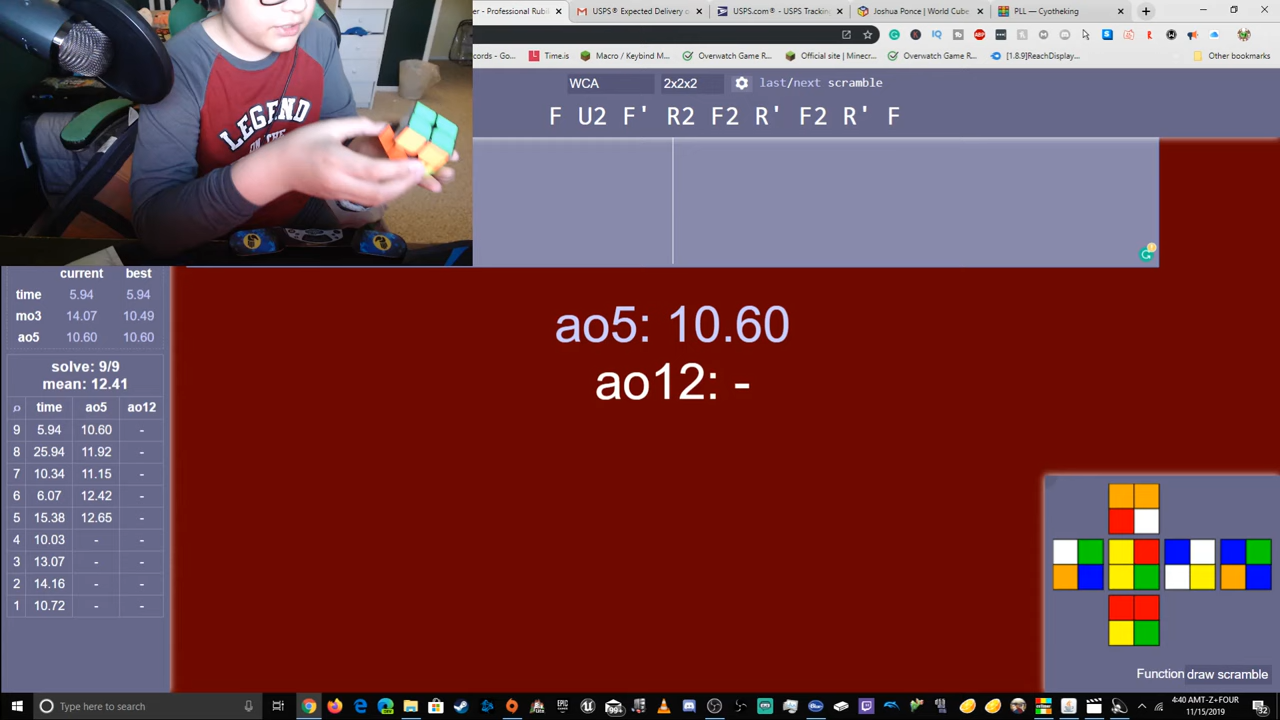 er - Professional Rubi
USPS® Expected Delivery
USPS.com® - USPS Tracking
Joshua Ponce | World Cube
PLL — Cyotheking
ords - Go...
Time.is
Macro / Keybind M...
Overwatch Game R...
Official site | Minecr...
Overwatch Game R...
[1.8.9]ReachDisplay...
Other bookmarks
WCA 2x2x2 last/next scramble
F U2 F' R2 F2 R' F2 R' F
LEGEND
ON THE
current best
time 5.94 5.94
mo3 14.07 10.49
ao5 10.60 10.60
ao5: 10.60
ao12: -
solve: 9/9
mean: 12.41
time ao5 ao12
9 5.94 10.60 -
8 25.94 11.92 -
7 10.34 11.15 -
6 6.07 12.42 -
5 15.38 12.65 -
4 10.03 - -
3 13.07 - -
2 14.16 - -
1 10.72 - -
Function draw scramble
Type here to search
4:40 AMT-Z+FOUR
11/15/2019